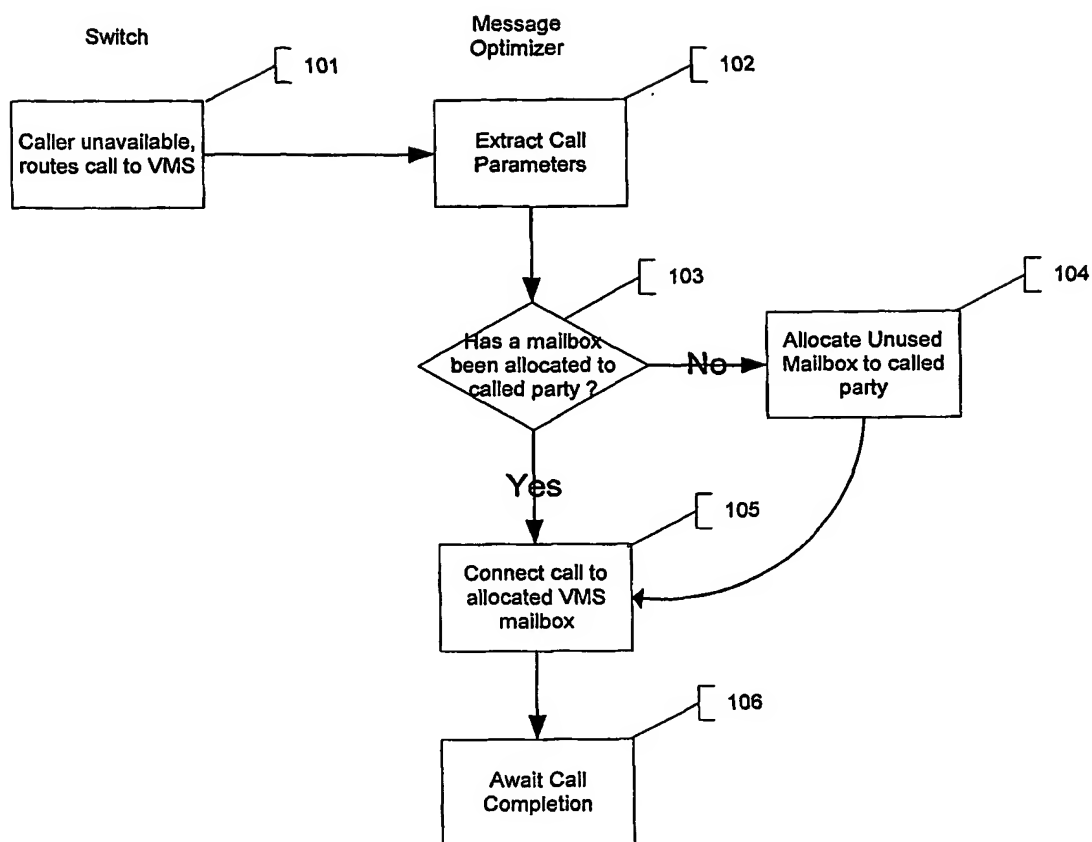 Switch
Message
Optimizer
101
102
Caller unavailable,
routes call to VMS
Extract Call
Parameters
103
104
Has a mailbox
been allocated to
called party ?
No
Allocate Unused
Mailbox to called
party
Yes
105
Connect call to
allocated VMS
mailbox
106
Await Call
Completion